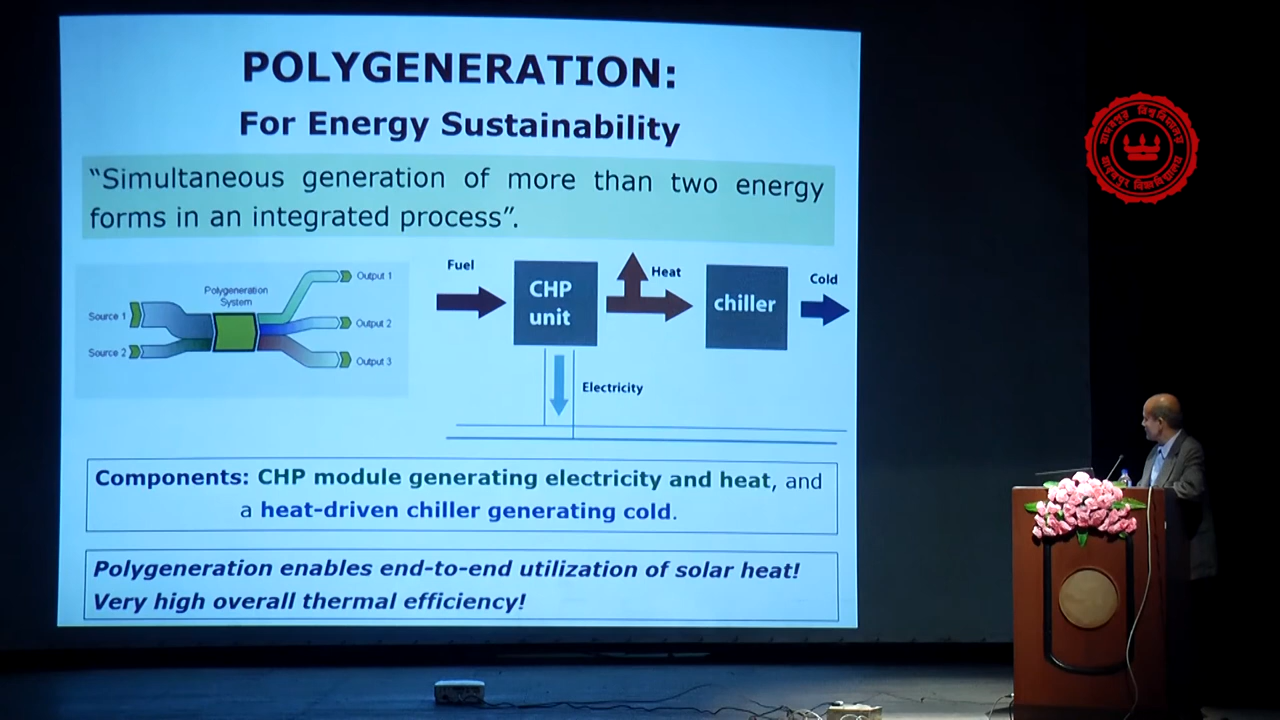 POLYGENERATION:
For Energy Sustainability
“Simultaneous generation of more than two energy
forms in an integrated process”.
Source 1
Source 2
Polygeneration
System
Output 1
Output 2
Output 3
Fuel
CHP
unit
Heat
chiller
Cold
Electricity
Components: CHP module generating electricity and heat, and
a heat-driven chiller generating cold.
Polygeneration enables end-to-end utilization of solar heat!
Very high overall thermal efficiency!
যাদবপুর বিশ্ববিদ্যালয়